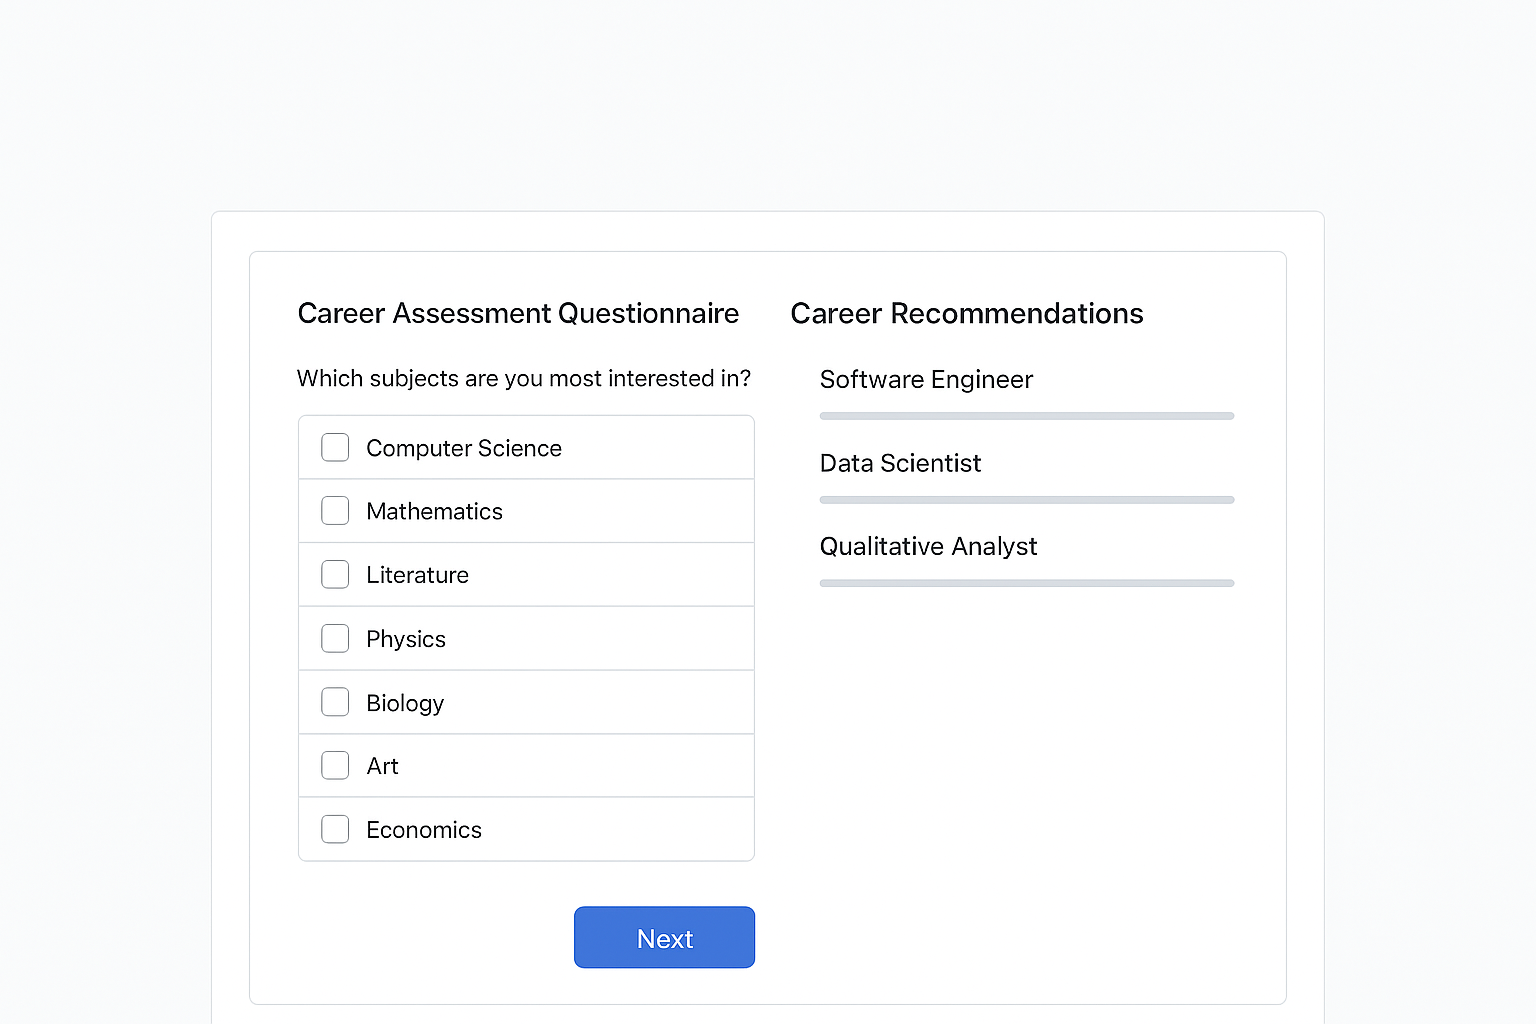 Career Assessment Questionnaire
Which subjects are you most interested in?
Computer Science
Mathematics
Literature
Physics
Biology
Art
Economics
Next
Career Recommendations
Software Engineer
Data Scientist
Qualitative Analyst